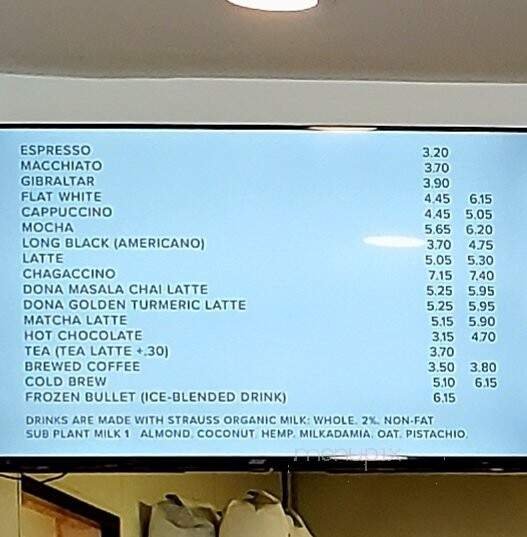 ESPRESSO 3.20
MACCHIATO 3.70
GIBRALTAR 3.90
FLAT WHITE 4.45 6.15
CAPPUCCINO 4.45 5.05
MOCHA 5.65 6.20
LONG BLACK (AMERICANO) 3.70 4.75
LATTE 5.05 5.30
CHAGACCINO 7.15 7.40
DONA MASALA CHAI LATTE 5.25 5.95
DONA GOLDEN TURMERIC LATTE 5.25 5.95
MATCHA LATTE 5.15 5.90
HOT CHOCOLATE 3.15 4.70
TEA (TEA LATTE +.30) 3.70
BREWED COFFEE 3.50 3.80
COLD BREW 5.10 6.15
FROZEN BULLET (ICE-BLENDED DRINK) 6.15
DRINKS ARE MADE WITH STRAUSS ORGANIC MILK: WHOLE, 2%, NON-FAT
SUB PLANT MILK 1 ALMOND, COCONUT, HEMP, MILKADAMIA, OAT, PISTACHIO.
menupix